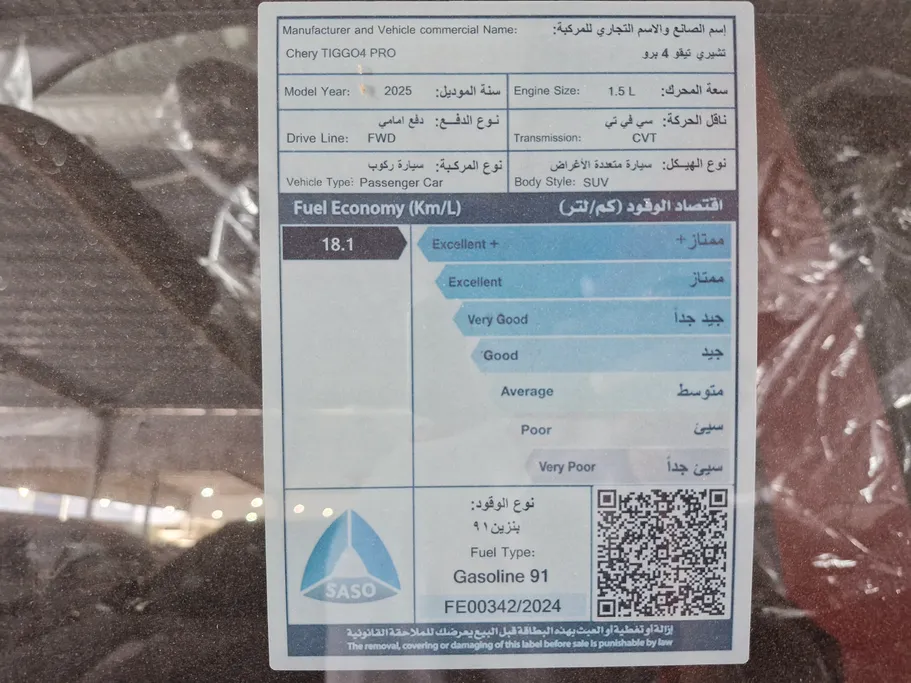 Manufacturer and Vehicle commercial Name: إسم الصانع والاسم التجاري للمركبة:
Chery TIGGO4 PRO تشيري تيقو 4 برو
Model Year: 2025 سنة الموديل:
Engine Size: 1.5 L سعة المحرك:
نوع الدفـــع: دفع امامي
Drive Line: FWD
ناقل الحركة: سي في تي
Transmission: CVT
نوع المركبة: سيارة ركوب
Vehicle Type: Passenger Car
نوع الهيكل: سيارة متعددة الأغراض
Body Style: SUV
Fuel Economy (Km/L) اقتصاد الوقود (كم/لتر)
18.1
Excellent + ممتاز+
Excellent ممتاز
Very Good جيد جداً
Good جيد
Average متوسط
Poor سيئ
Very Poor سيئ جداً
SASO
نوع الوقود:
بنزين ٩١
Fuel Type:
Gasoline 91
FE00342/2024
إزالة أو تغطية أو العبث بهذه البطاقة قبل البيع يعرضك للملاحقة القانونية
The removal, covering or damaging of this label before sale is punishable by law